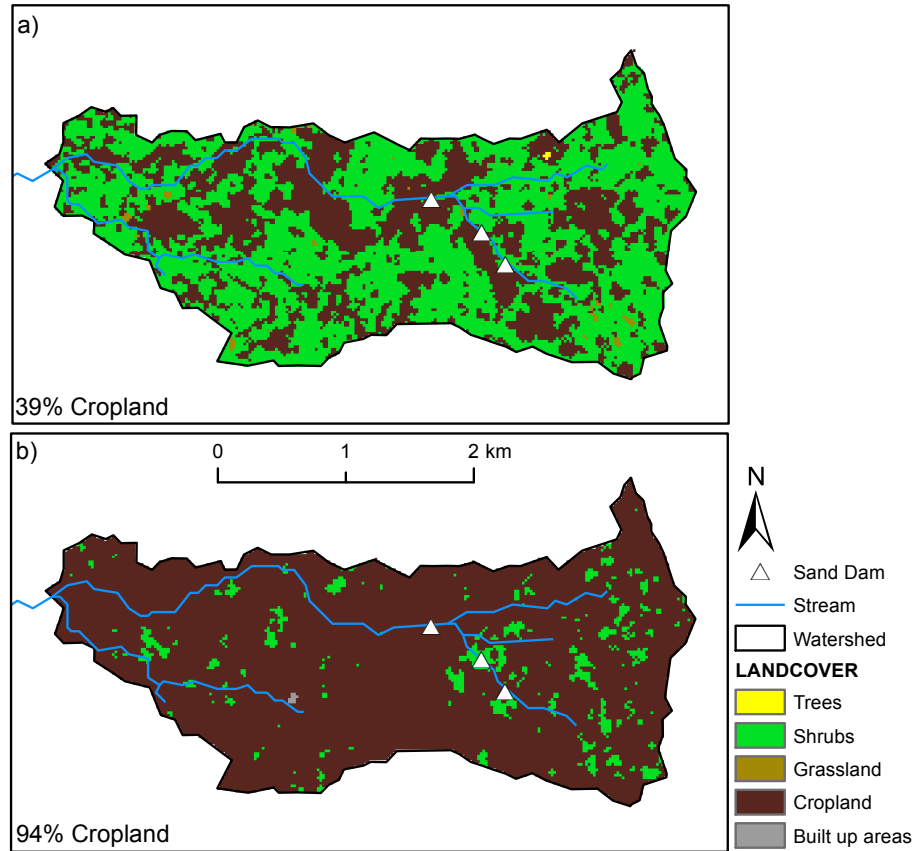 a)
39% Cropland
b)
0 1 2 km
94% Cropland
N
Sand Dam
Stream
Watershed
LANDCOVER
Trees
Shrubs
Grassland
Cropland
Built up areas